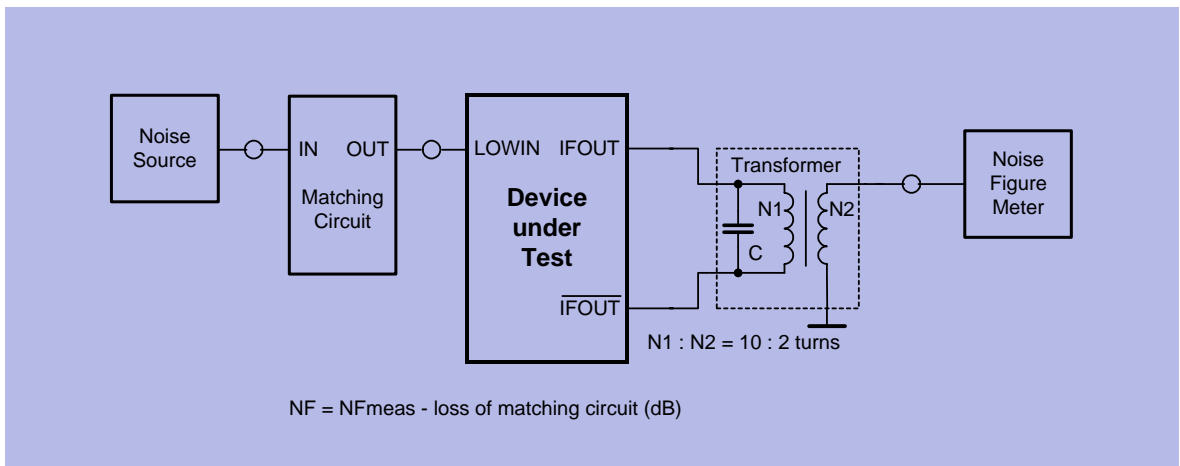 Noise
Source
IN OUT
Matching
Circuit
LOWIN IFOUT
Device
under
Test
IFOUT
Transformer
N1 N2
C
N1 : N2 = 10 : 2 turns
Noise
Figure
Meter
NF = NFmeas - loss of matching circuit (dB)